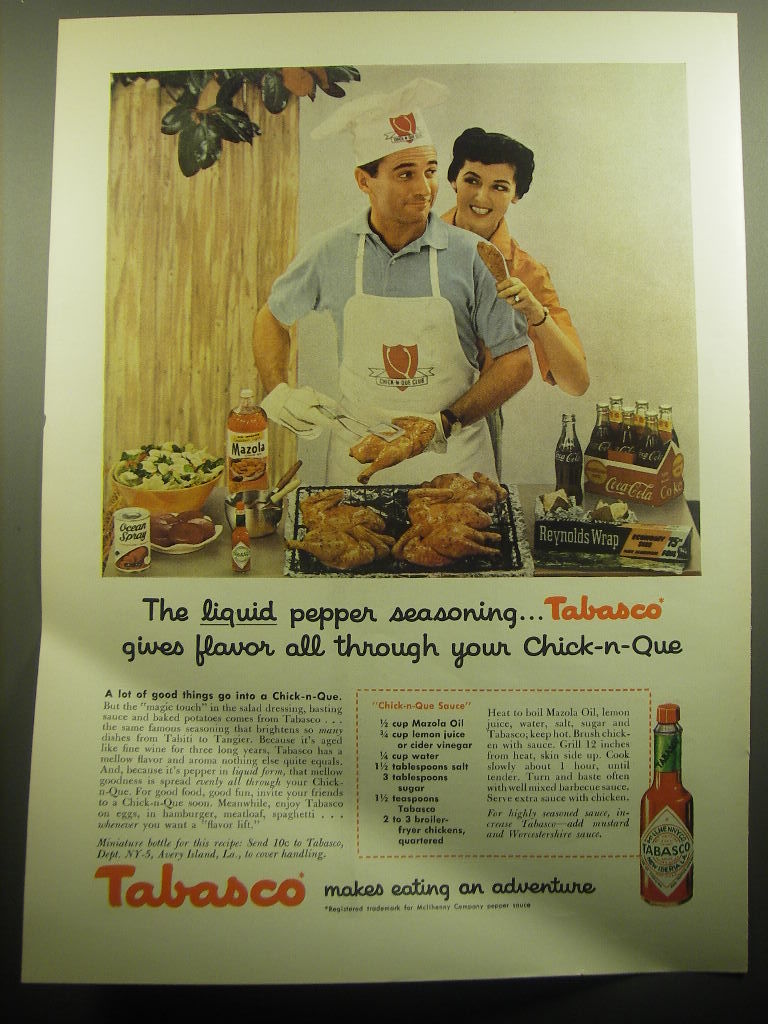 CHICK-N-QUE CLUB
Mazola
Ocean
Spray
Coca-Cola
Coca-Cola
Coke
Reynolds Wrap
ECONOMY
SIZE
75
FEET
The liquid pepper seasoning... Tabasco*
gives flavor all through your Chick-n-Que
A lot of good things go into a Chick-n-Que.
But the "magic touch" in the salad dressing, basting
sauce and baked potatoes comes from Tabasco . . .
the same famous seasoning that brightens so many
dishes from Tahiti to Tangier. Because it's aged
like fine wine for three long years, Tabasco has a
mellow flavor and aroma nothing else quite equals.
And, because it's pepper in liquid form, that mellow
goodness is spread evenly all through your Chick-
n-Que. For good food, good fun, invite your friends
to a Chick-n-Que soon. Meanwhile, enjoy Tabasco
on eggs, in hamburger, meatloaf, spaghetti . . .
whenever you want a "flavor lift."
Miniature bottle for this recipe: Send 10c to Tabasco,
Dept. NY-5, Avery Island, La., to cover handling.
"Chick-n-Que Sauce"
½ cup Mazola Oil
¾ cup lemon juice
or cider vinegar
¼ cup water
1½ tablespoons salt
3 tablespoons
sugar
1½ teaspoons
Tabasco
2 to 3 broiler-
fryer chickens,
quartered
Heat to boil Mazola Oil, lemon
juice, water, salt, sugar and
Tabasco; keep hot. Brush chick-
en with sauce. Grill 12 inches
from heat, skin side up. Cook
slowly about 1 hour, until
tender. Turn and baste often
with well mixed barbecue sauce.
Serve extra sauce with chicken.
For highly seasoned sauce, in-
crease Tabasco—add mustard
and Worcestershire sauce.
McILHENNY CO.
TABASCO
NEW IBERIA, LA.
Tabasco* makes eating an adventure
*Registered trademark for McIlhenny Company pepper sauce